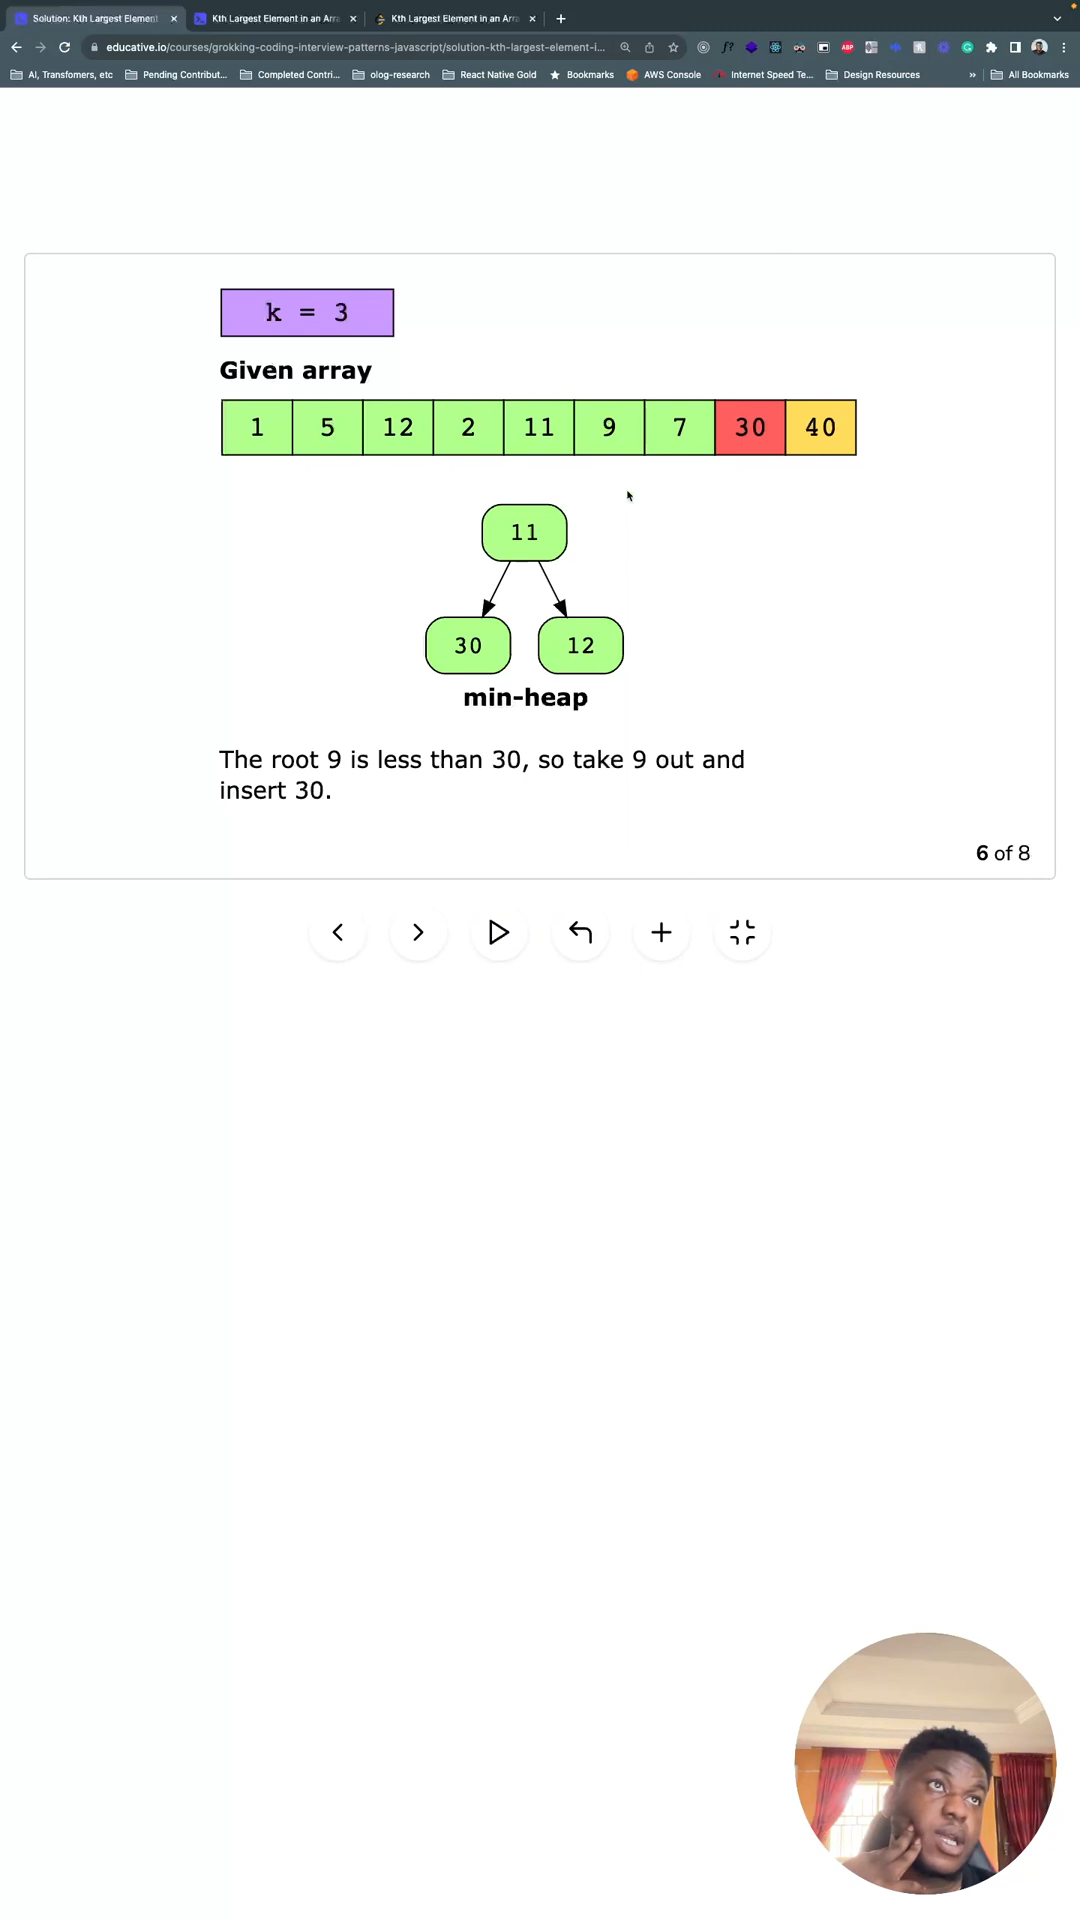 Solution: Kth Largest Element
Kth Largest Element in an Arra
Kth Largest Element in an Arra
educative.io/courses/grokking-coding-interview-patterns-javascript/solution-kth-largest-element-i...
f?
ABP
AI, Transfomers, etc
Pending Contribut...
Completed Contri...
olog-research
React Native Gold
Bookmarks
AWS Console
Internet Speed Te...
Design Resources
»
All Bookmarks
k = 3
Given array
1 5 12 2 11 9 7 30 40
11
30 12
min-heap
The root 9 is less than 30, so take 9 out and
insert 30.
6 of 8